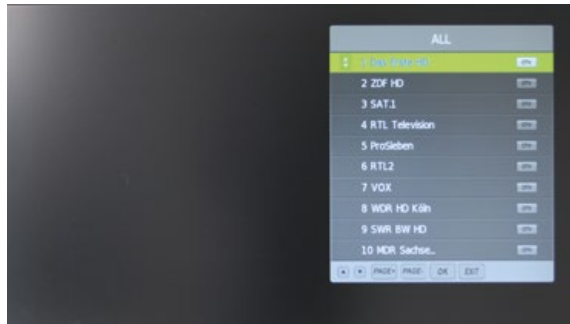 ALL
1 Das Erste HD
2 ZDF HD
3 SAT.1
4 RTL Television
5 ProSieben
6 RTL2
7 VOX
8 WDR HD Köln
9 SWR BW HD
10 MDR Sachse...
PAGE+ PAGE- OK EXIT